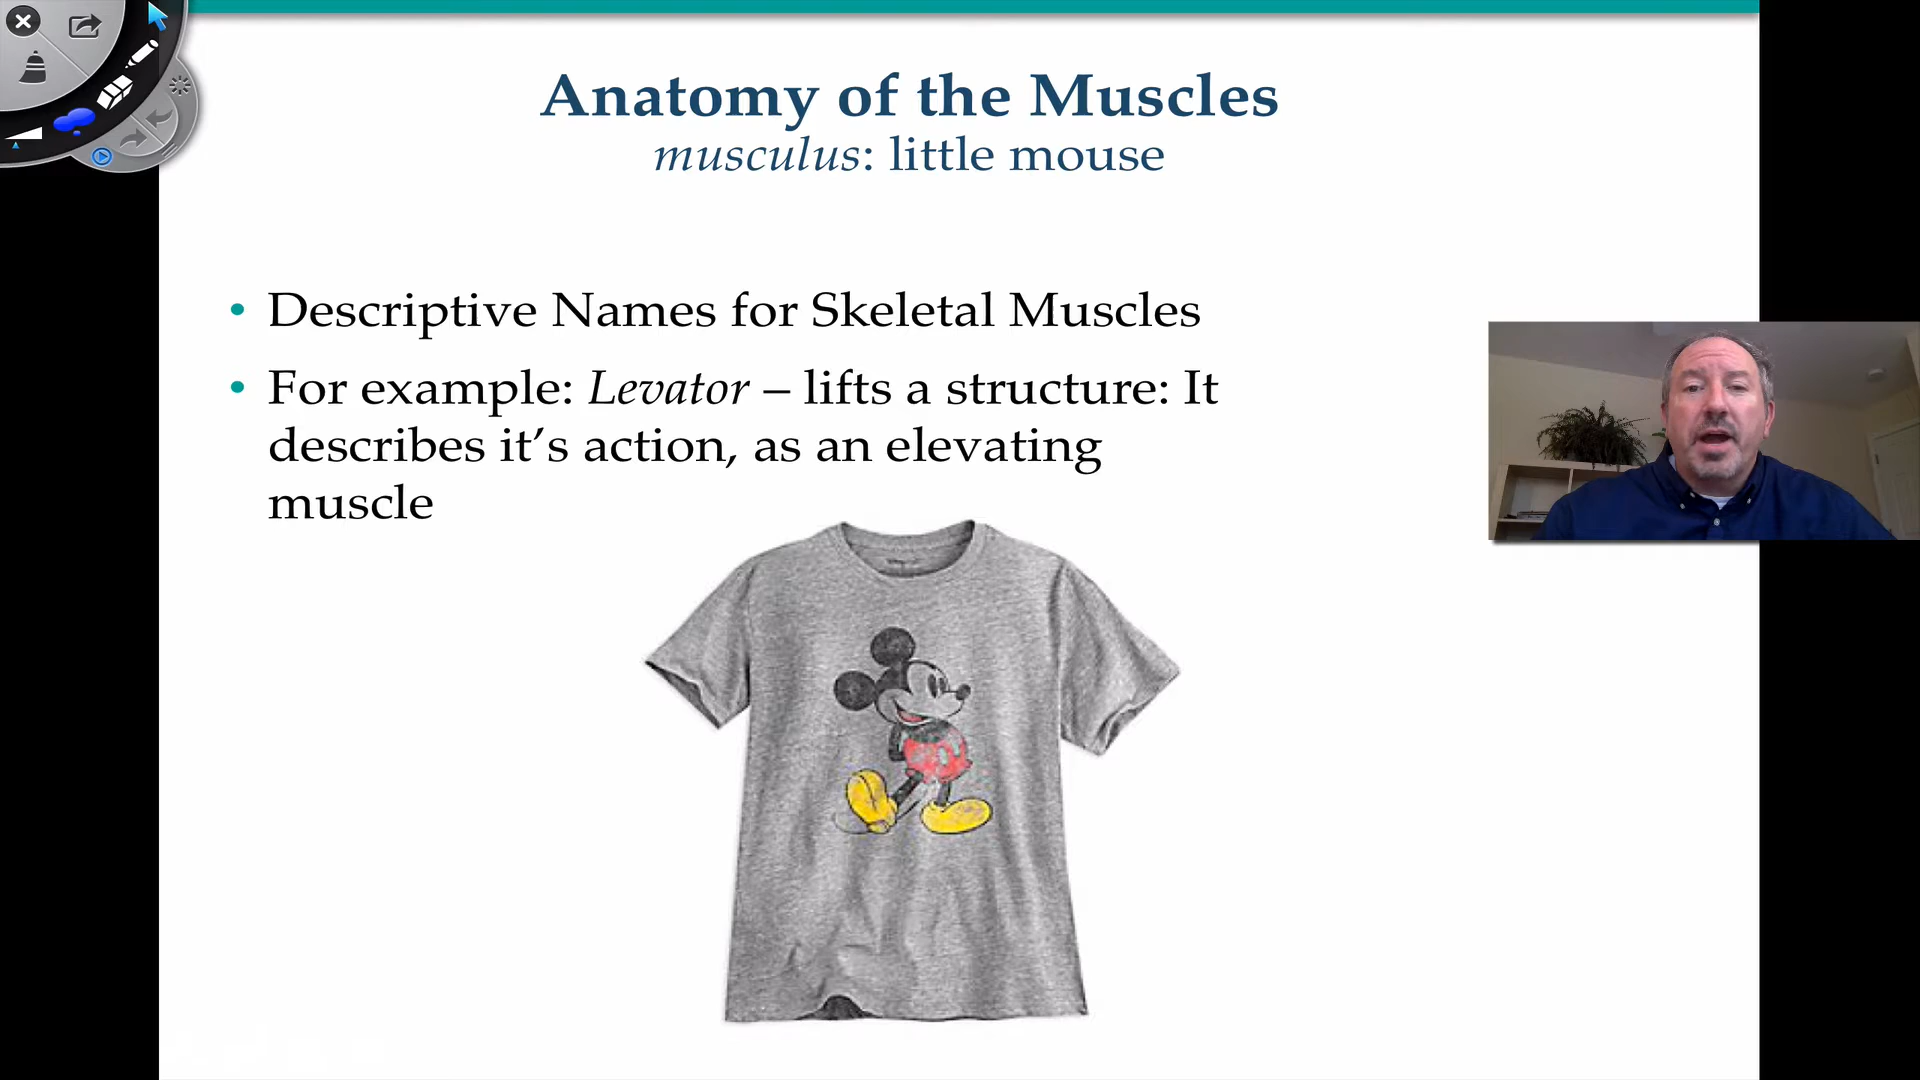 Anatomy of the Muscles
musculus: little mouse
• Descriptive Names for Skeletal Muscles
• For example: Levator – lifts a structure: It
describes it’s action, as an elevating
muscle